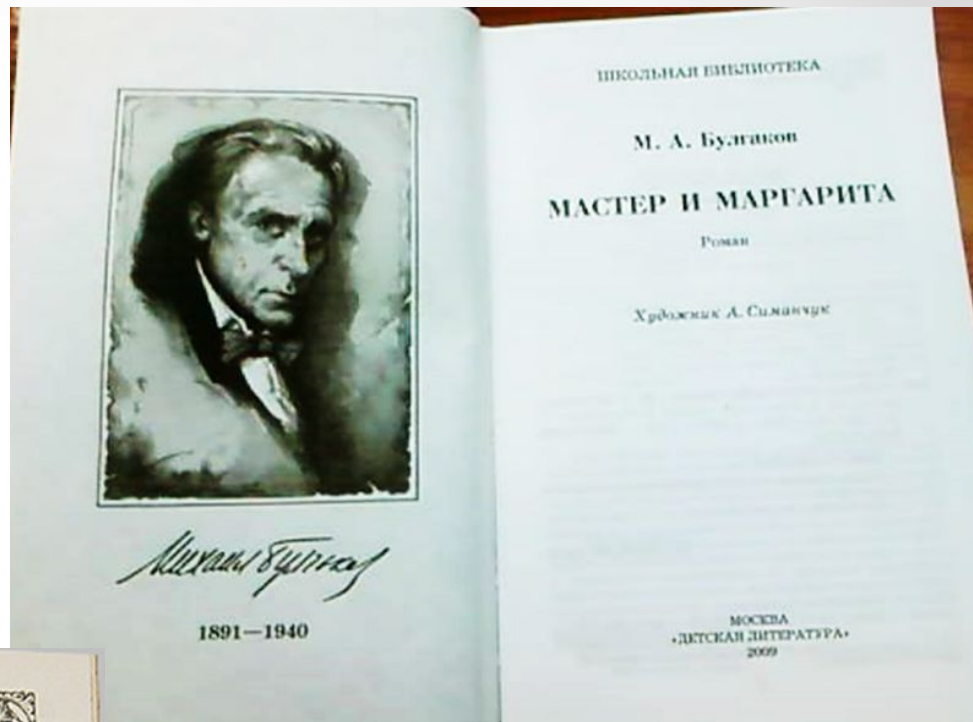 Михаил Булгаков
1891—1940
ШКОЛЬНАЯ БИБЛИОТЕКА
М. А. Булгаков
МАСТЕР И МАРГАРИТА
Роман
Художник А. Симанчук
МОСКВА
«ДЕТСКАЯ ЛИТЕРАТУРА»
2009